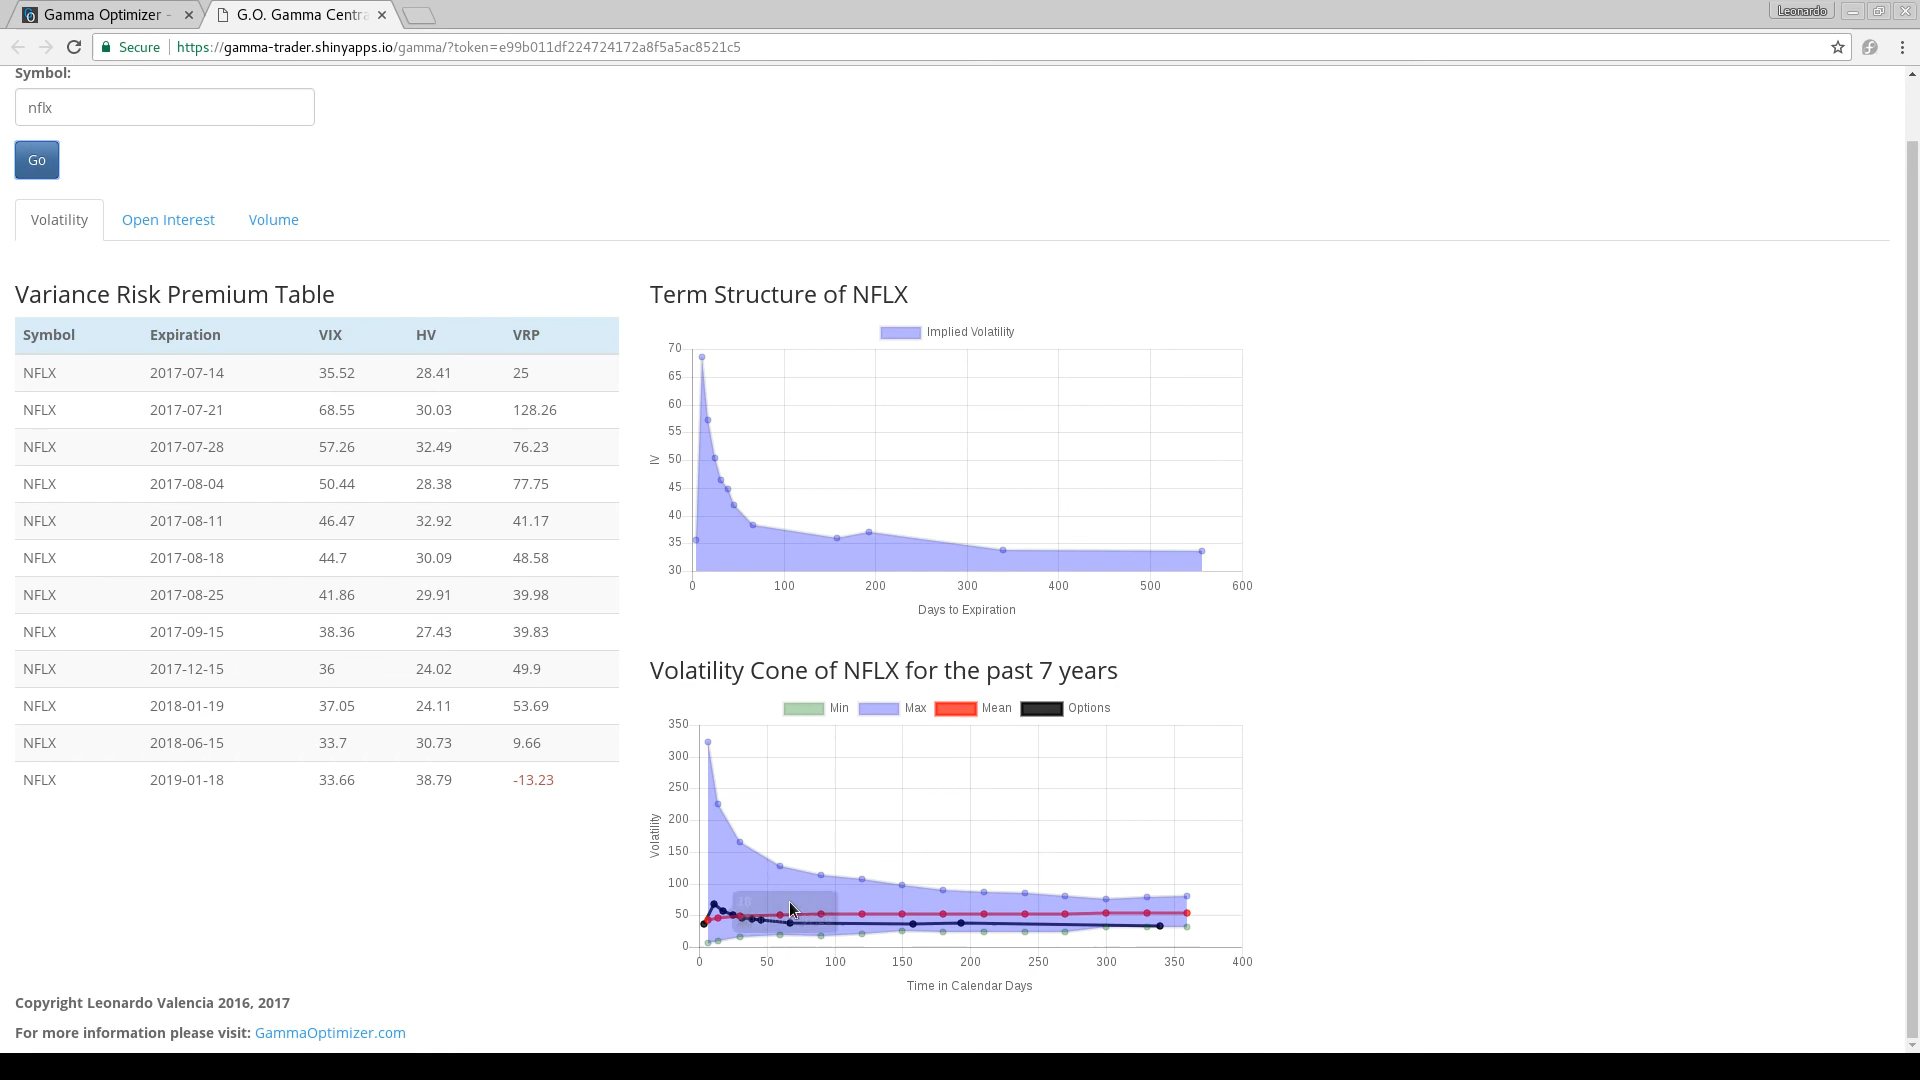 Gamma Optimizer -
G.O. Gamma Centra
Leonardo
Secure
https://gamma-trader.shinyapps.io/gamma/?token=e99b011df224724172a8f5a5ac8521c5
Symbol:
nflx
Go
Volatility Open Interest Volume
Variance Risk Premium Table
Symbol Expiration VIX HV VRP
NFLX 2017-07-14 35.52 28.41 25
NFLX 2017-07-21 68.55 30.03 128.26
NFLX 2017-07-28 57.26 32.49 76.23
NFLX 2017-08-04 50.44 28.38 77.75
NFLX 2017-08-11 46.47 32.92 41.17
NFLX 2017-08-18 44.7 30.09 48.58
NFLX 2017-08-25 41.86 29.91 39.98
NFLX 2017-09-15 38.36 27.43 39.83
NFLX 2017-12-15 36 24.02 49.9
NFLX 2018-01-19 37.05 24.11 53.69
NFLX 2018-06-15 33.7 30.73 9.66
NFLX 2019-01-18 33.66 38.79 -13.23
Term Structure of NFLX
Implied Volatility
70
65
60
55
50
45
40
35
30
IV
0 100 200 300 400 500 600
Days to Expiration
Volatility Cone of NFLX for the past 7 years
Min Max Mean Options
350
300
250
200
150
100
50
0
Volatility
0 50 100 150 200 250 300 350 400
Time in Calendar Days
Copyright Leonardo Valencia 2016, 2017
For more information please visit: GammaOptimizer.com